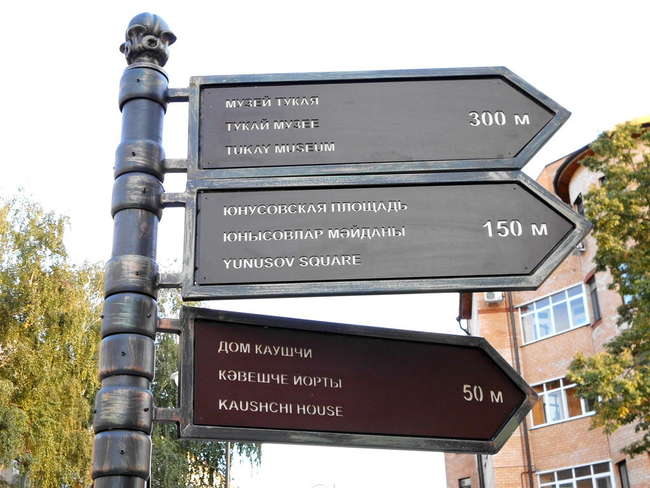 МУЗЕЙ ТУКАЯ
ТУКАЙ МУЗЕЕ
TUKAY MUSEUM
300 м
ЮНУСОВСКАЯ ПЛОЩАДЬ
ЮНЫСОВЛАР МӘЙДАНЫ
YUNUSOV SQUARE
150 м
ДОМ КАУШЧИ
КӘВЕШЧЕ ЙОРТЫ
KAUSHCHI HOUSE
50 м